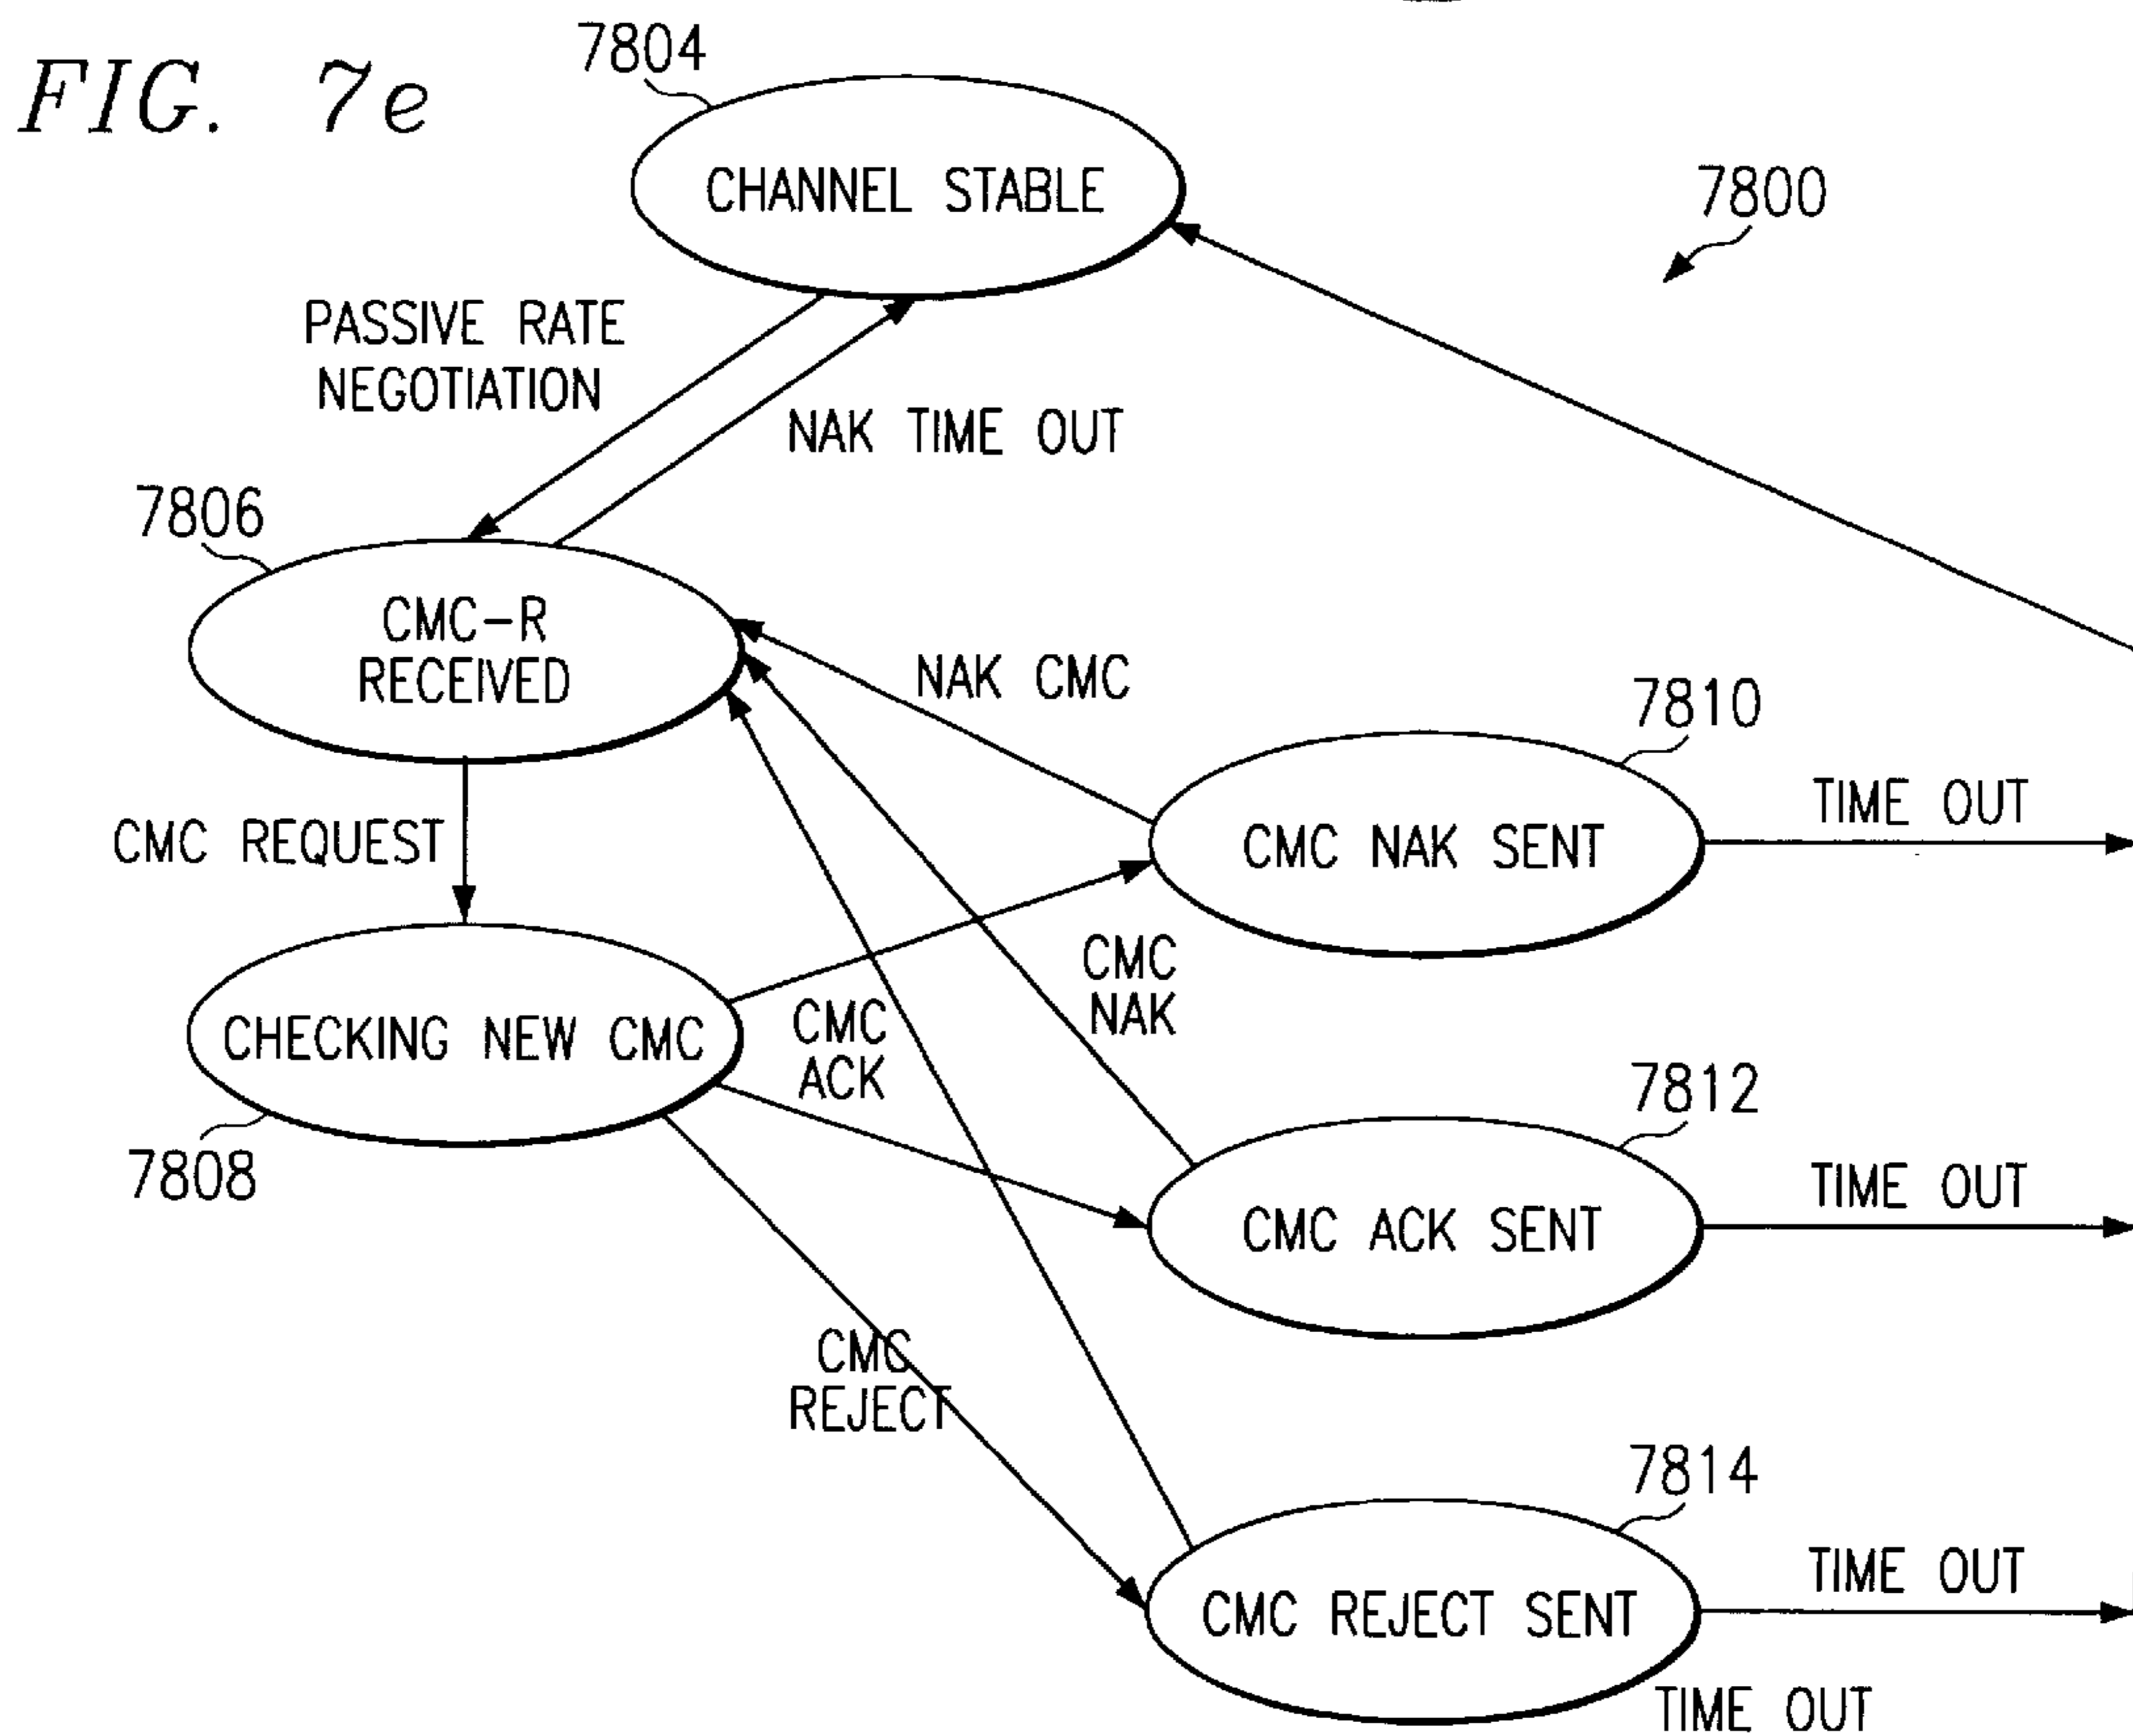 FIG. 7e
7804
CHANNEL STABLE
7800
PASSIVE RATE
NEGOTIATION
NAK TIME OUT
7806
CMC-R
RECEIVED
NAK CMC
7810
CMC NAK SENT
TIME OUT
CMC REQUEST
CMC
NAK
CMC
ACK
CHECKING NEW CMC
7808
7812
CMC ACK SENT
TIME OUT
CMC
REJECT
7814
CMC REJECT SENT
TIME OUT
TIME OUT